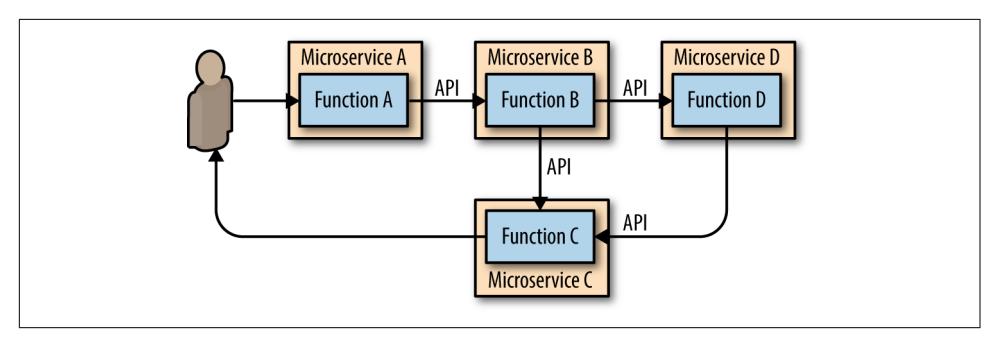 Microservice A
Microservice B
Microservice D
Function A
API
Function B
API
Function D
API
Function C
API
Microservice C